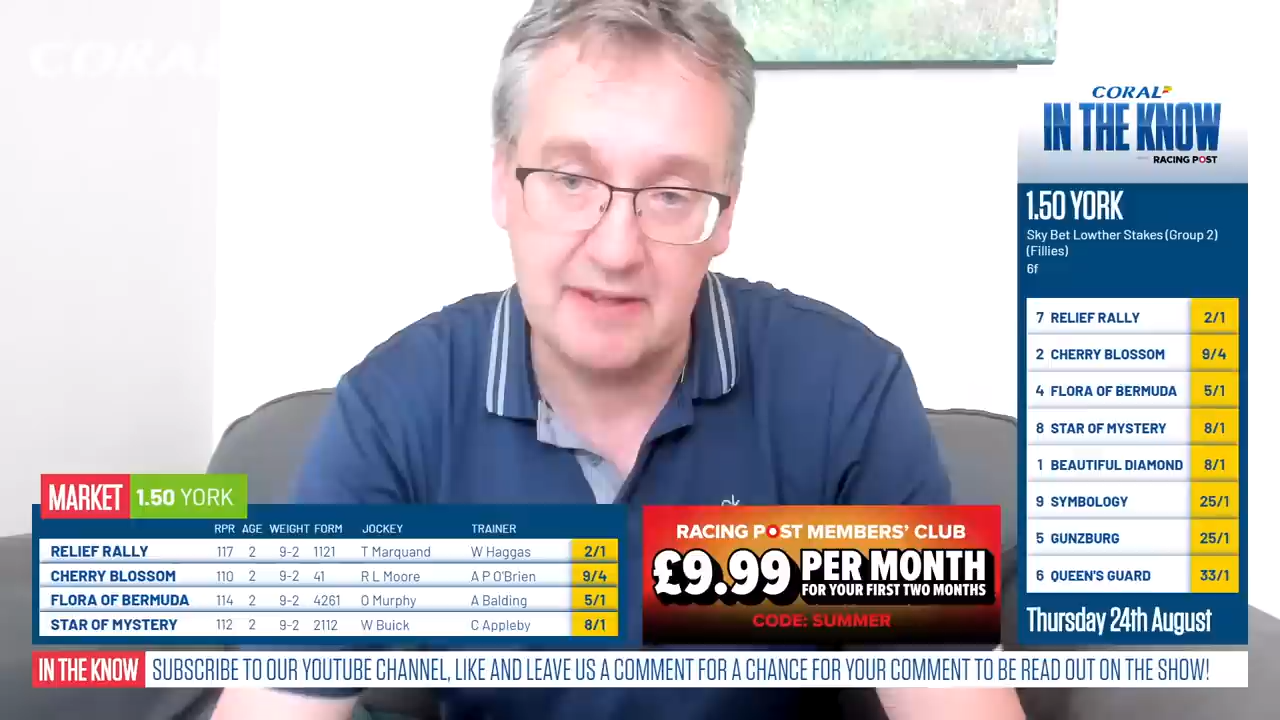 CORAL
CORAL
IN THE KNOW
RACING POST
1.50 YORK
Sky Bet Lowther Stakes (Group 2)
(Fillies)
6f
7 RELIEF RALLY 2/1
2 CHERRY BLOSSOM 9/4
4 FLORA OF BERMUDA 5/1
8 STAR OF MYSTERY 8/1
1 BEAUTIFUL DIAMOND 8/1
9 SYMBOLOGY 25/1
5 GUNZBURG 25/1
6 QUEEN'S GUARD 33/1
Thursday 24th August
MARKET 1.50 YORK
RPR AGE WEIGHT FORM JOCKEY TRAINER
RELIEF RALLY 117 2 9-2 1121 T Marquand W Haggas 2/1
CHERRY BLOSSOM 110 2 9-2 41 R L Moore A P O'Brien 9/4
FLORA OF BERMUDA 114 2 9-2 4261 O Murphy A Balding 5/1
STAR OF MYSTERY 112 2 9-2 2112 W Buick C Appleby 8/1
RACING POST MEMBERS' CLUB
£9.99 PER MONTH
FOR YOUR FIRST TWO MONTHS
CODE: SUMMER
IN THE KNOW SUBSCRIBE TO OUR YOUTUBE CHANNEL, LIKE AND LEAVE US A COMMENT FOR A CHANCE FOR YOUR COMMENT TO BE READ OUT ON THE SHOW!